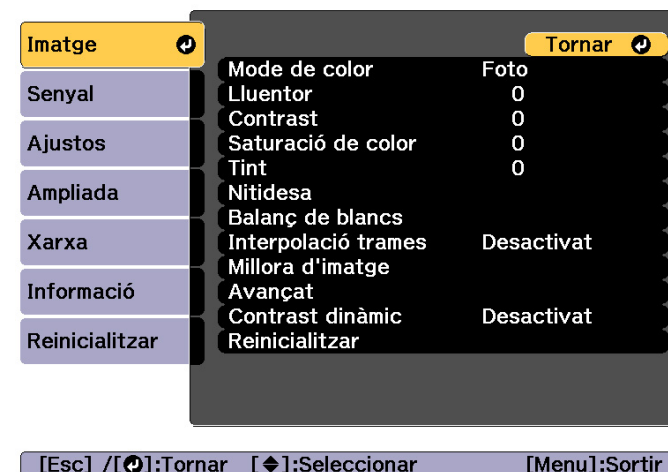 Imatge
Tornar
Mode de color Foto
Senyal
Lluentor 0
Contrast 0
Ajustos
Saturació de color 0
Tint 0
Ampliada
Nitidesa
Balanç de blancs
Xarxa
Interpolació trames Desactivat
Millora d'imatge
Informació
Avançat
Contrast dinàmic Desactivat
Reinicialitzar
Reinicialitzar
[Esc] /[ ]:Tornar [ ]:Seleccionar [Menu]:Sortir